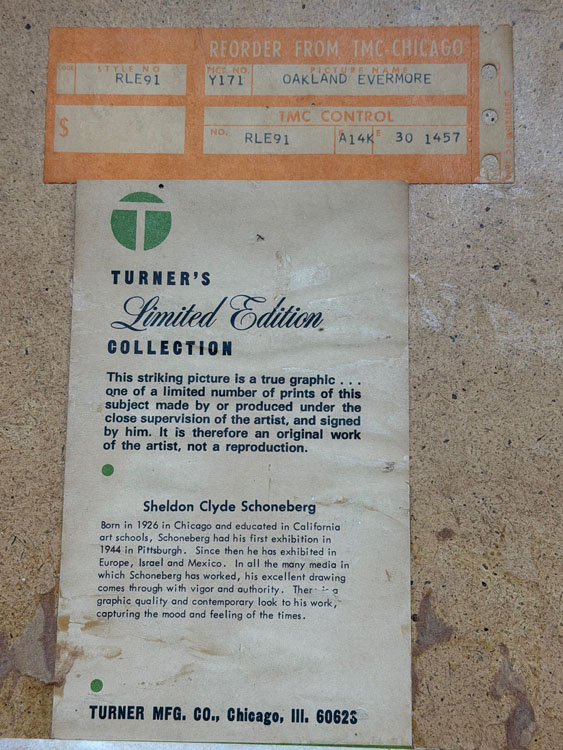 REORDER FROM TMC-CHICAGO
STYLE NO. PICT. NO. PICTURE NAME
RLE91 Y171 OAKLAND EVERMORE
$ TMC CONTROL
NO. RLE91 A14K 30 1457
T
TURNER'S
Limited Edition
COLLECTION
This striking picture is a true graphic . . .
one of a limited number of prints of this
subject made by or produced under the
close supervision of the artist, and signed
by him. It is therefore an original work
of the artist, not a reproduction.
Sheldon Clyde Schoneberg
Born in 1926 in Chicago and educated in California
art schools, Schoneberg had his first exhibition in
1944 in Pittsburgh. Since then he has exhibited in
Europe, Israel and Mexico. In all the many media in
which Schoneberg has worked, his excellent drawing
comes through with vigor and authority. There is a
graphic quality and contemporary look to his work,
capturing the mood and feeling of the times.
TURNER MFG. CO., Chicago, Ill. 60623